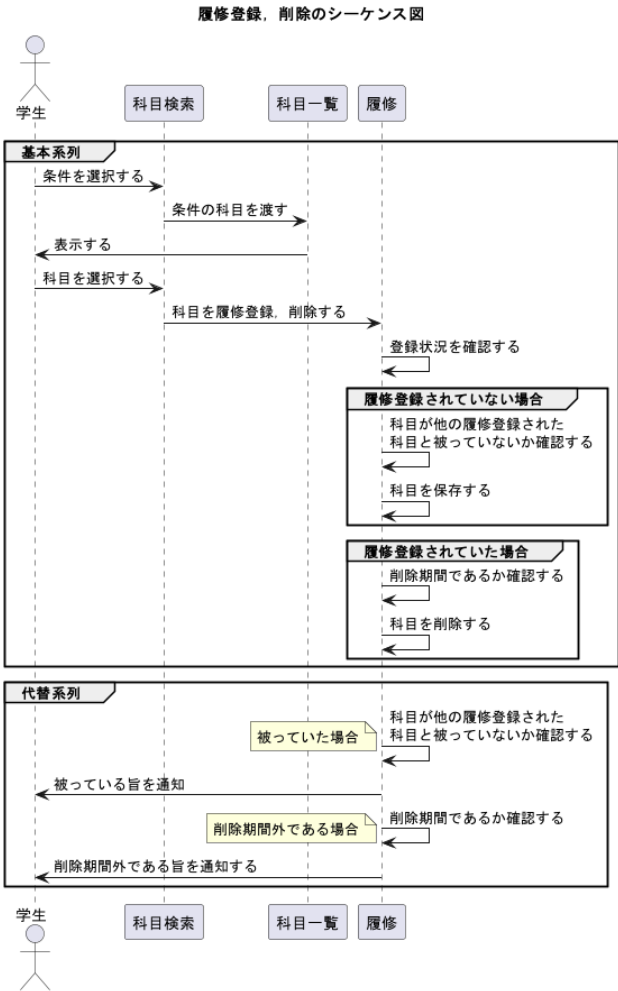 履修登録，削除のシーケンス図
学生
科目検索
科目一覧
履修
基本系列
条件を選択する
条件の科目を渡す
表示する
科目を選択する
科目を履修登録，削除する
登録状況を確認する
履修登録されていない場合
科目が他の履修登録された
科目と被っていないか確認する
科目を保存する
履修登録されていた場合
削除期間であるか確認する
科目を削除する
代替系列
科目が他の履修登録された
科目と被っていないか確認する
被っていた場合
被っている旨を通知
削除期間であるか確認する
削除期間外である場合
削除期間外である旨を通知する
学生
科目検索
科目一覧
履修